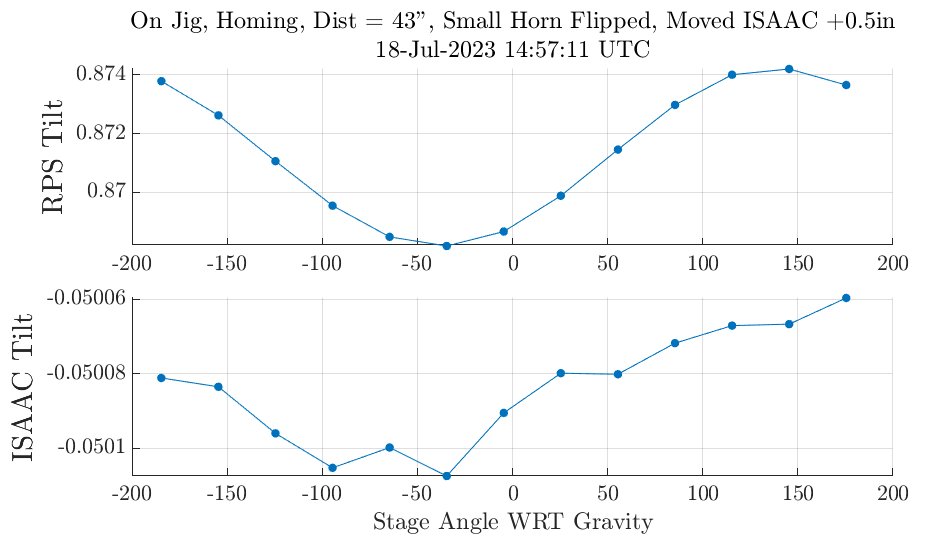 On Jig, Homing, Dist = 43”, Small Horn Flipped, Moved ISAAC +0.5in
18-Jul-2023 14:57:11 UTC
RPS Tilt
0.874
0.872
0.87
-200 -150 -100 -50 0 50 100 150 200
ISAAC Tilt
-0.05006
-0.05008
-0.0501
-200 -150 -100 -50 0 50 100 150 200
Stage Angle WRT Gravity